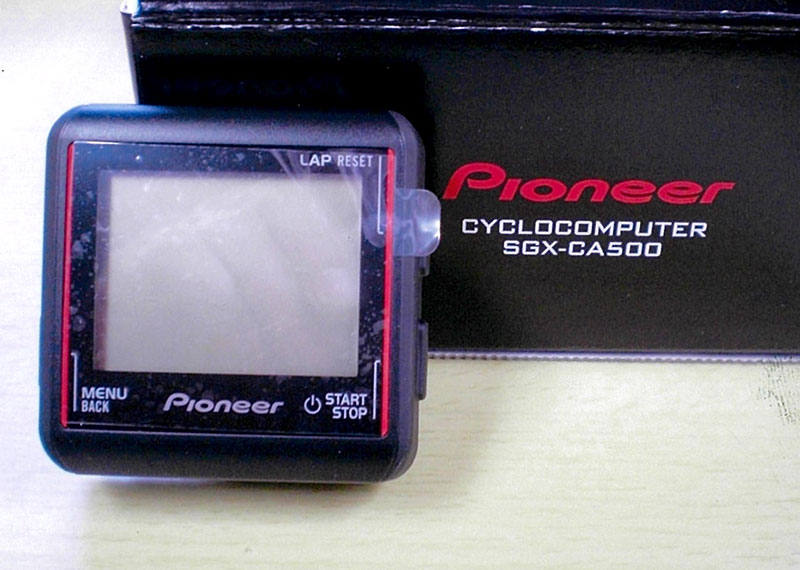 LAP RESET
MENU
BACK
Pioneer
START
STOP
Pioneer
CYCLOCOMPUTER
SGX-CA500